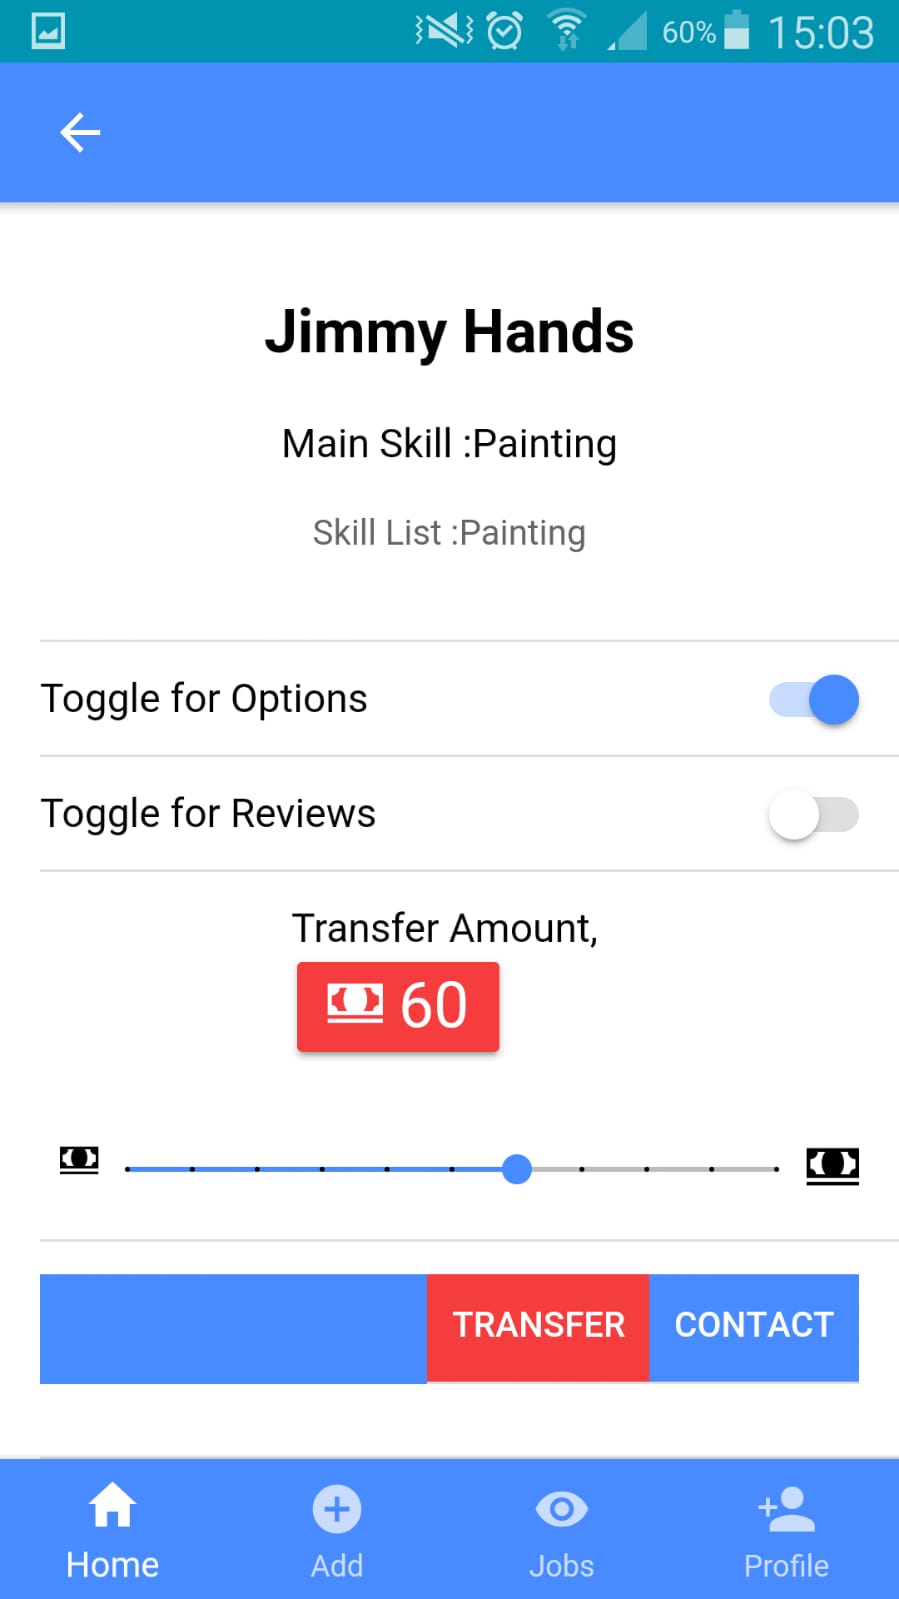 60% 15:03
Jimmy Hands
Main Skill :Painting
Skill List :Painting
Toggle for Options
Toggle for Reviews
Transfer Amount,
60
TRANSFER CONTACT
Home Add Jobs Profile